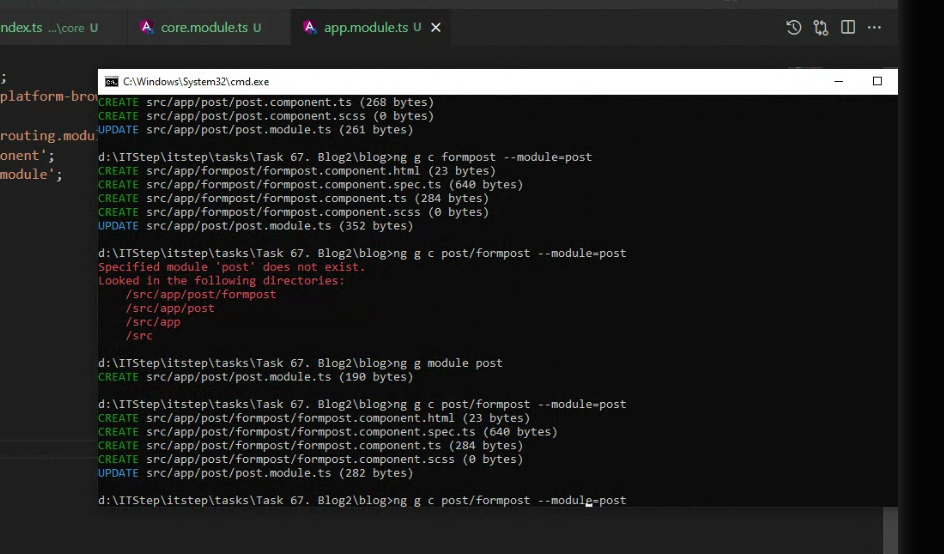 ndex.ts ...\core U
core.module.ts U
app.module.ts U
;
platform-brow
routing.modu
onent';
module';
C:\Windows\System32\cmd.exe
CREATE src/app/post/post.component.ts (268 bytes)
CREATE src/app/post/post.component.scss (0 bytes)
UPDATE src/app/post/post.module.ts (261 bytes)
d:\ITStep\itstep\tasks\Task 67. Blog2\blog>ng g c formpost --module=post
CREATE src/app/formpost/formpost.component.html (23 bytes)
CREATE src/app/formpost/formpost.component.spec.ts (640 bytes)
CREATE src/app/formpost/formpost.component.ts (284 bytes)
CREATE src/app/formpost/formpost.component.scss (0 bytes)
UPDATE src/app/post/post.module.ts (352 bytes)
d:\ITStep\itstep\tasks\Task 67. Blog2\blog>ng g c post/formpost --module=post
Specified module 'post' does not exist.
Looked in the following directories:
/src/app/post/formpost
/src/app/post
/src/app
/src
d:\ITStep\itstep\tasks\Task 67. Blog2\blog>ng g module post
CREATE src/app/post/post.module.ts (190 bytes)
d:\ITStep\itstep\tasks\Task 67. Blog2\blog>ng g c post/formpost --module=post
CREATE src/app/post/formpost/formpost.component.html (23 bytes)
CREATE src/app/post/formpost/formpost.component.spec.ts (640 bytes)
CREATE src/app/post/formpost/formpost.component.ts (284 bytes)
CREATE src/app/post/formpost/formpost.component.scss (0 bytes)
UPDATE src/app/post/post.module.ts (282 bytes)
d:\ITStep\itstep\tasks\Task 67. Blog2\blog>ng g c post/formpost --module=post